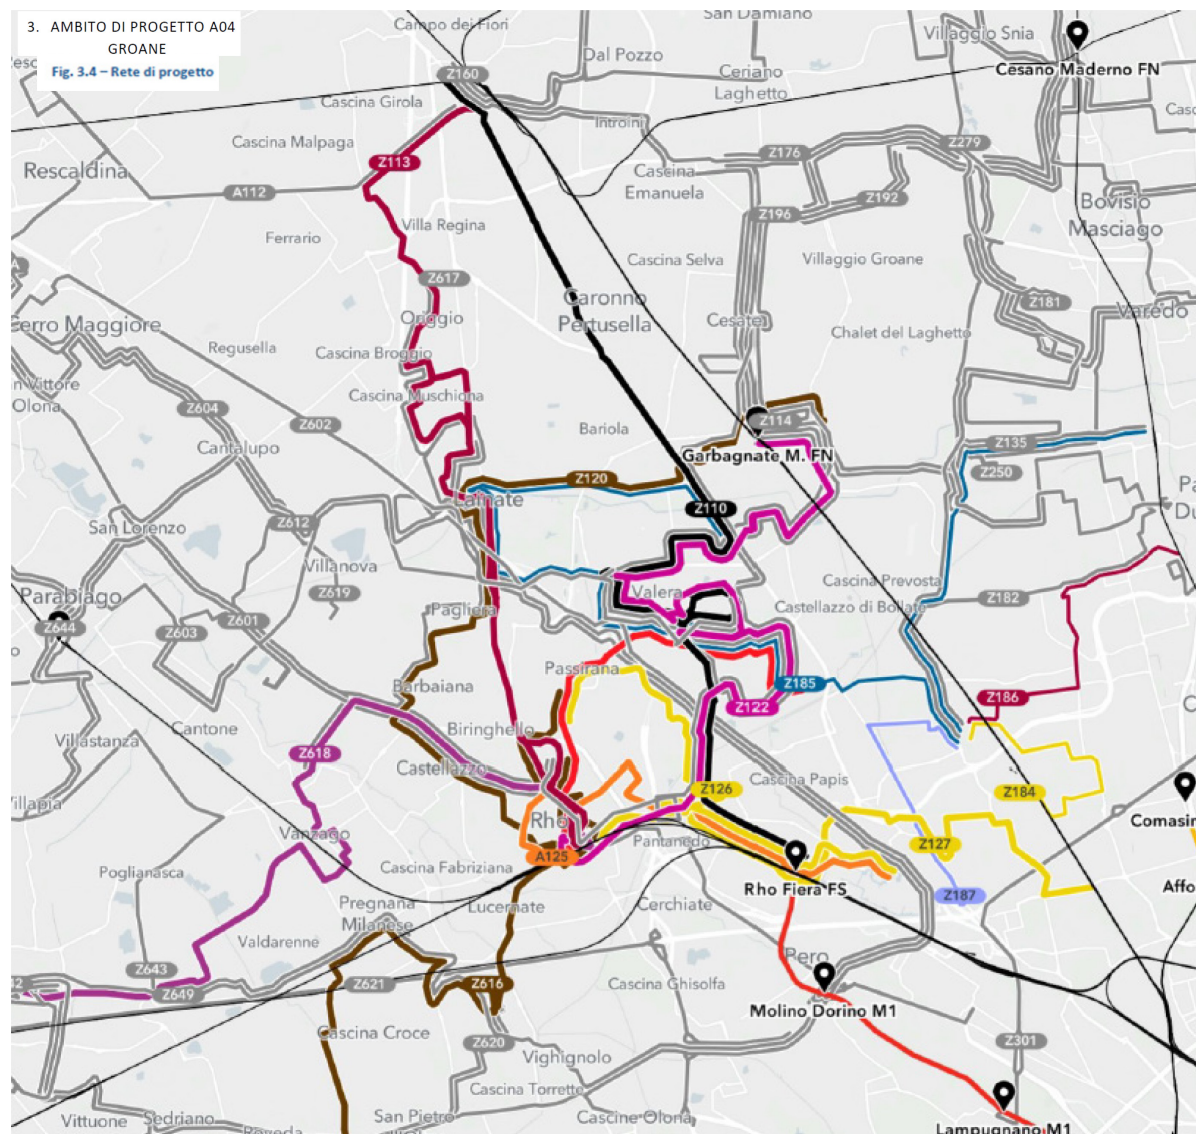 3. AMBITO DI PROGETTO A04
GROANE
Fig. 3.4 – Rete di progetto
Campo dei Fiori
San Damiano
Villaggio Snia
Dal Pozzo
Cesano Maderno FN
Z160
Ceriano
Laghetto
Cascina Girola
Introini
Cascina Malpaga
Z279
Z176
Z113
Rescaldina
Cascina
Emanuela
A112
Z192
Bovisio
Masciago
Z196
Villa Regina
Ferrario
Cascina Selva
Villaggio Groane
Z617
Caronno
Pertusella
Z181
Varedo
Origgio
Cesate
Cerro Maggiore
Chalet del Laghetto
Regusella
Cascina Broggio
Vittore
Olona
Cascina Muschiona
Z604
Z602
Z114
Bariola
Cantalupo
Z135
Garbagnate M. FN
Z250
Z120
Lainate
Z110
San Lorenzo
Z612
Villanova
Cascina Prevosta
Parabiago
Z619
Valera
Z182
Castellazzo di Bollate
Pagliera
Z644
Z603
Z601
Passirana
Z185
Barbaiana
Z186
Z122
Cantone
Biringhello
Villastanza
Z618
Castellazzo
Cascina Papis
Z126
Z184
Villapia
Rho
Vanzago
Pantanedo
Z127
A125
Cascina Fabriziana
Poglianasca
Rho Fiera FS
Z187
Pregnana
Milanese
Lucernate
Cerchiate
Valdarenne
Pero
Z643
Z649
Z621
Z616
Cascina Ghisolfa
Molino Dorino M1
Cascina Croce
Z620
Z301
Vighignolo
Cascina Torretta
Vittuone
Sedriano
San Pietro
Cascine Olona
Lampugnano M1